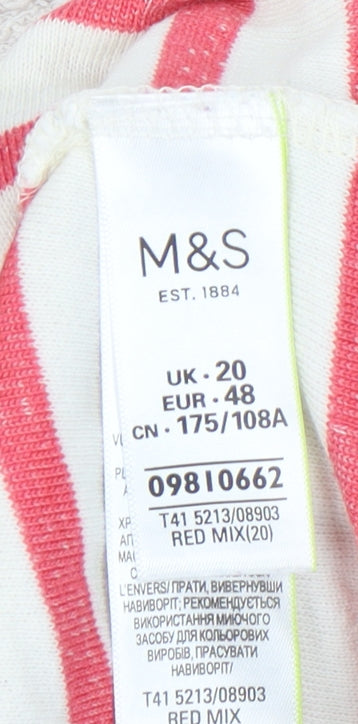 M&S
EST. 1884
UK · 20
EUR · 48
CN · 175/108A
09810662
T41 5213/08903
RED MIX(20)
L'ENVERS/ ПРАТИ, ВИВЕРНУВШИ
НАВИВОРІТ; РЕКОМЕНДУЄТЬСЯ
ВИКОРИСТАННЯ МИЮЧОГО
ЗАСОБУ ДЛЯ КОЛЬОРОВИХ
ВИРОБІВ, ПРАСУВАТИ
НАВИВОРІТ/
T41 5213/08903
RED MIX